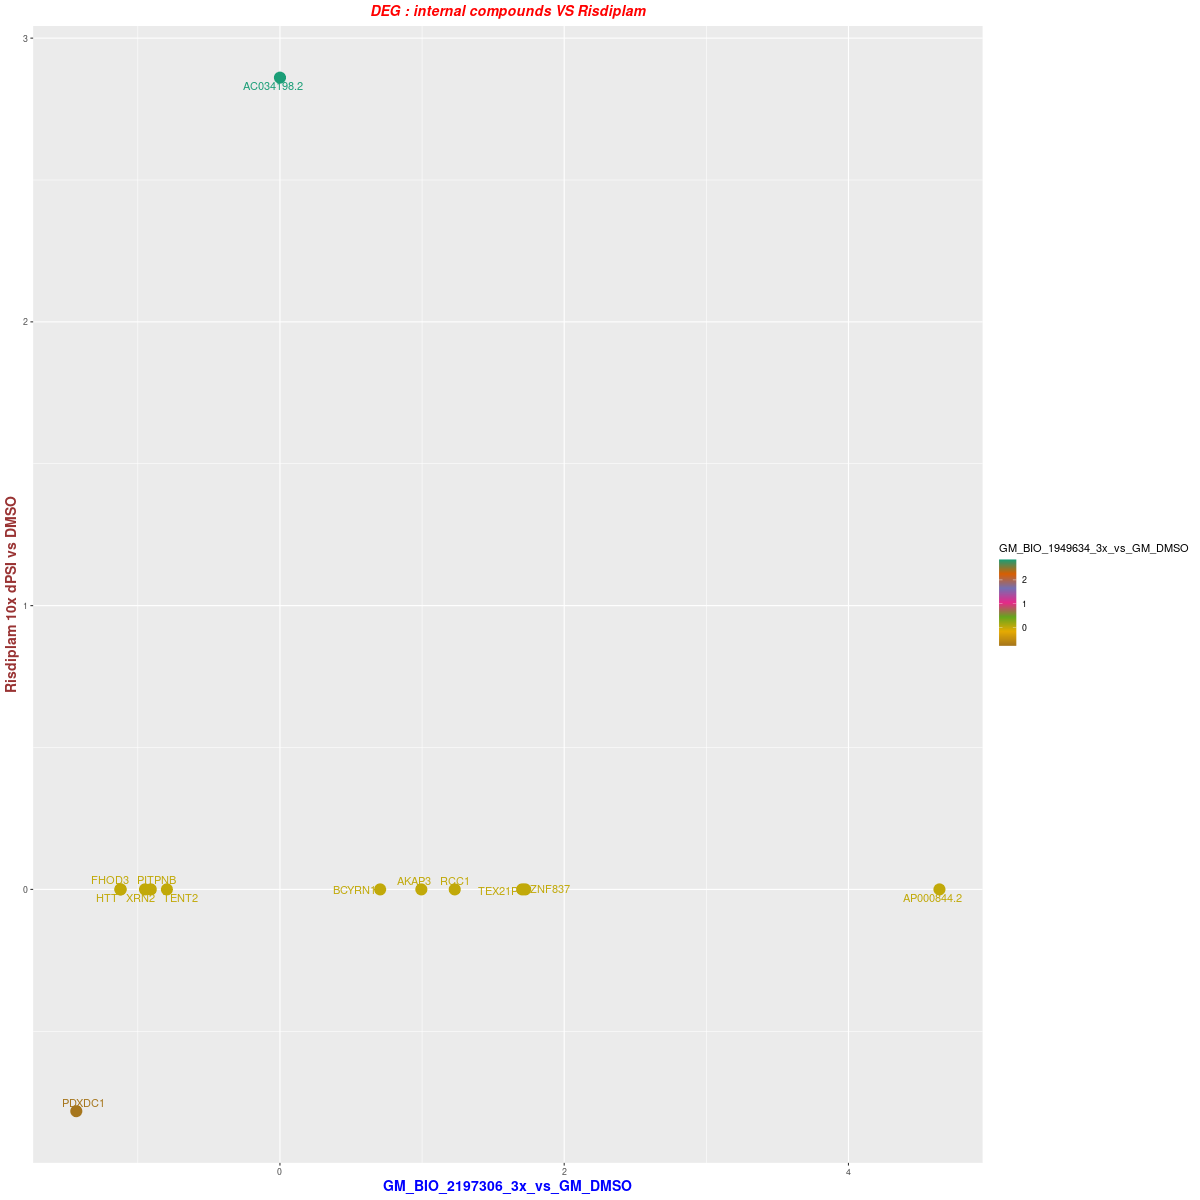 DEG : internal compounds VS Risdiplam
3
AC034198.2
2
Risdiplam 10x dPSI vs DMSO
GM_BIO_1949634_3x_vs_GM_DMSO
2
1
0
1
FHOD3 PITPNB
AKAP3 RCC1
0
BCYRN1 TEX21P ZNF837
HTT XRN2 TENT2
AP000844.2
PDXDC1
0 2 4
GM_BIO_2197306_3x_vs_GM_DMSO